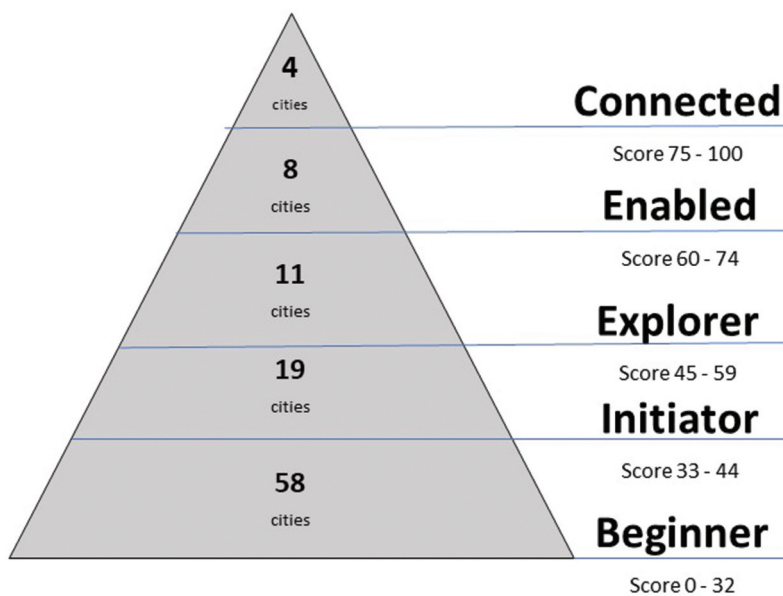 4
cities
Connected
Score 75 - 100
8
cities
Enabled
Score 60 - 74
11
cities
Explorer
Score 45 - 59
19
cities
Initiator
Score 33 - 44
58
cities
Beginner
Score 0 - 32